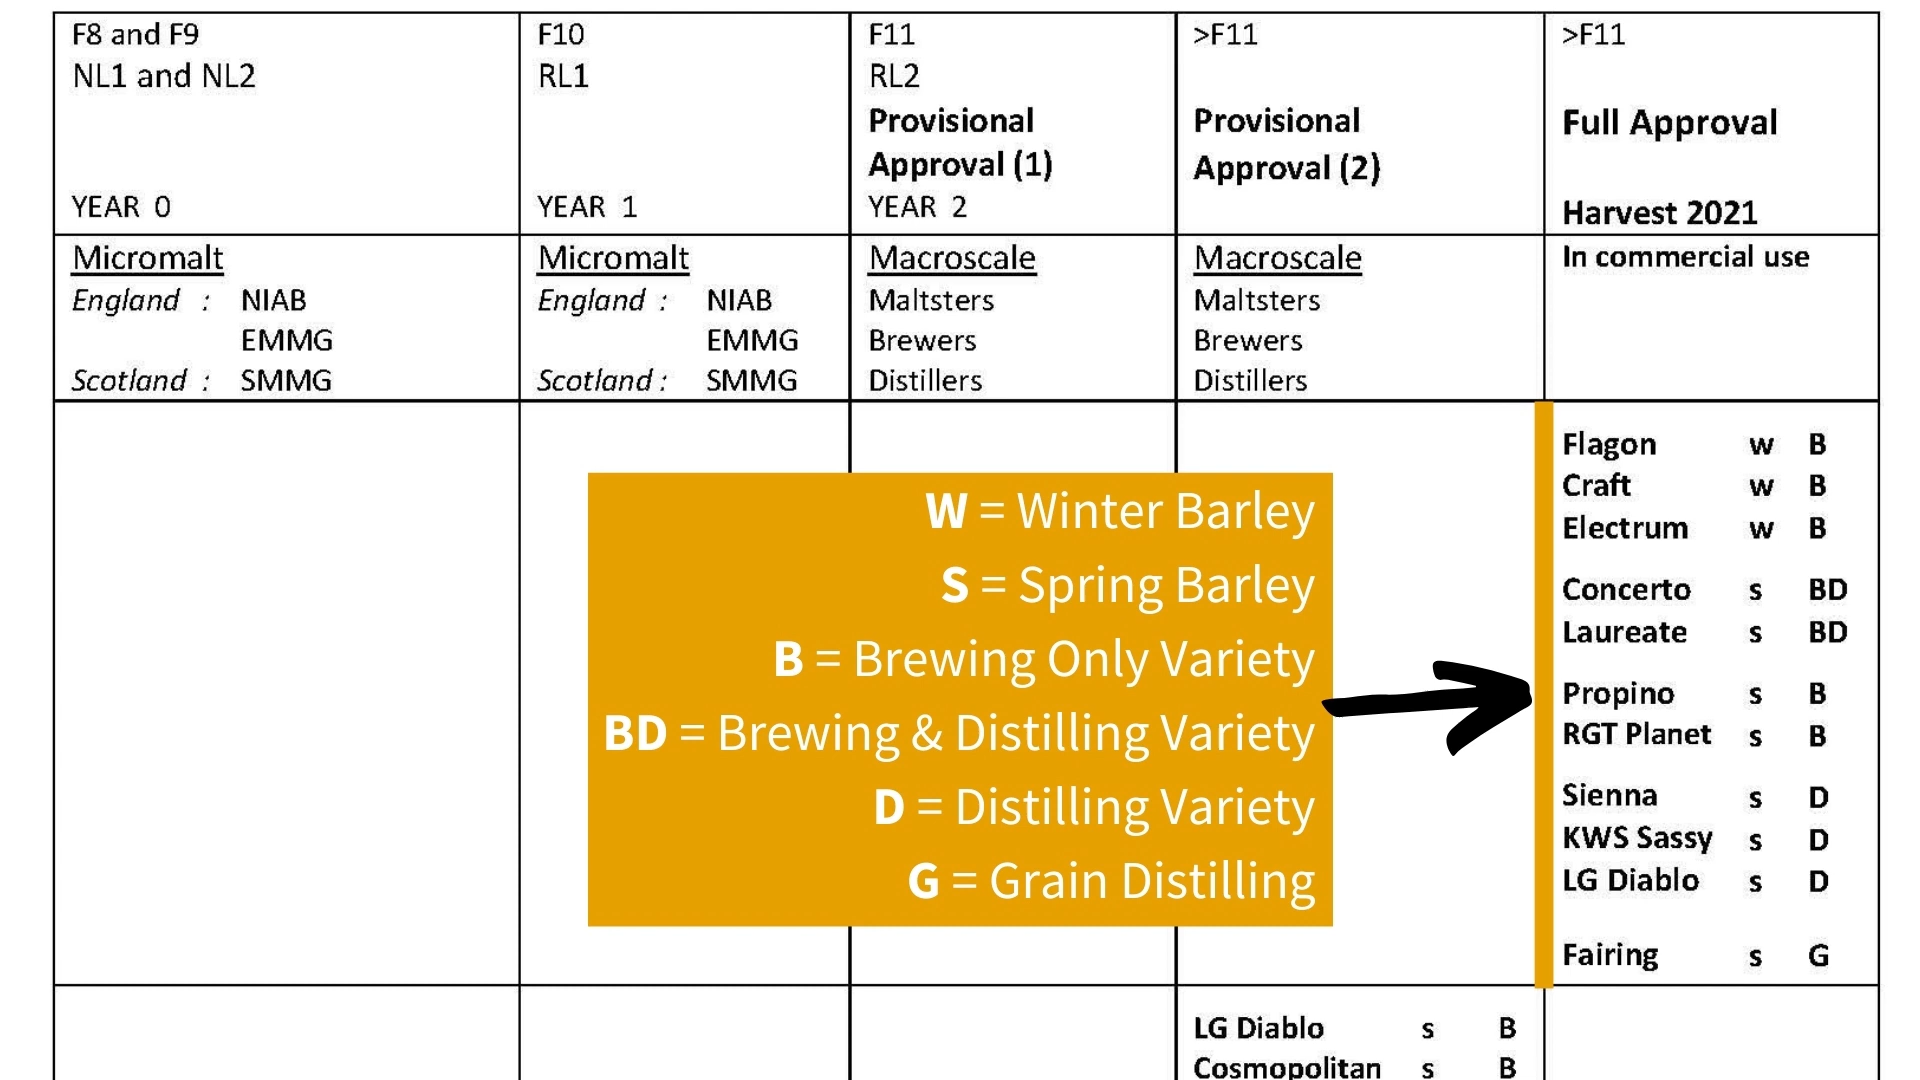 F8 and F9
NL1 and NL2
YEAR 0
F10
RL1
YEAR 1
F11
RL2
Provisional
Approval (1)
YEAR 2
>F11
Provisional
Approval (2)
>F11
Full Approval
Harvest 2021
Micromalt
England : NIAB
EMMG
Scotland : SMMG
Micromalt
England : NIAB
EMMG
Scotland : SMMG
Macroscale
Maltsters
Brewers
Distillers
Macroscale
Maltsters
Brewers
Distillers
In commercial use
W = Winter Barley
S = Spring Barley
B = Brewing Only Variety
BD = Brewing & Distilling Variety
D = Distilling Variety
G = Grain Distilling
Flagon w B
Craft w B
Electrum w B
Concerto s BD
Laureate s BD
Propino s B
RGT Planet s B
Sienna s D
KWS Sassy s D
LG Diablo s D
Fairing s G
LG Diablo s B
Cosmopolitan s B